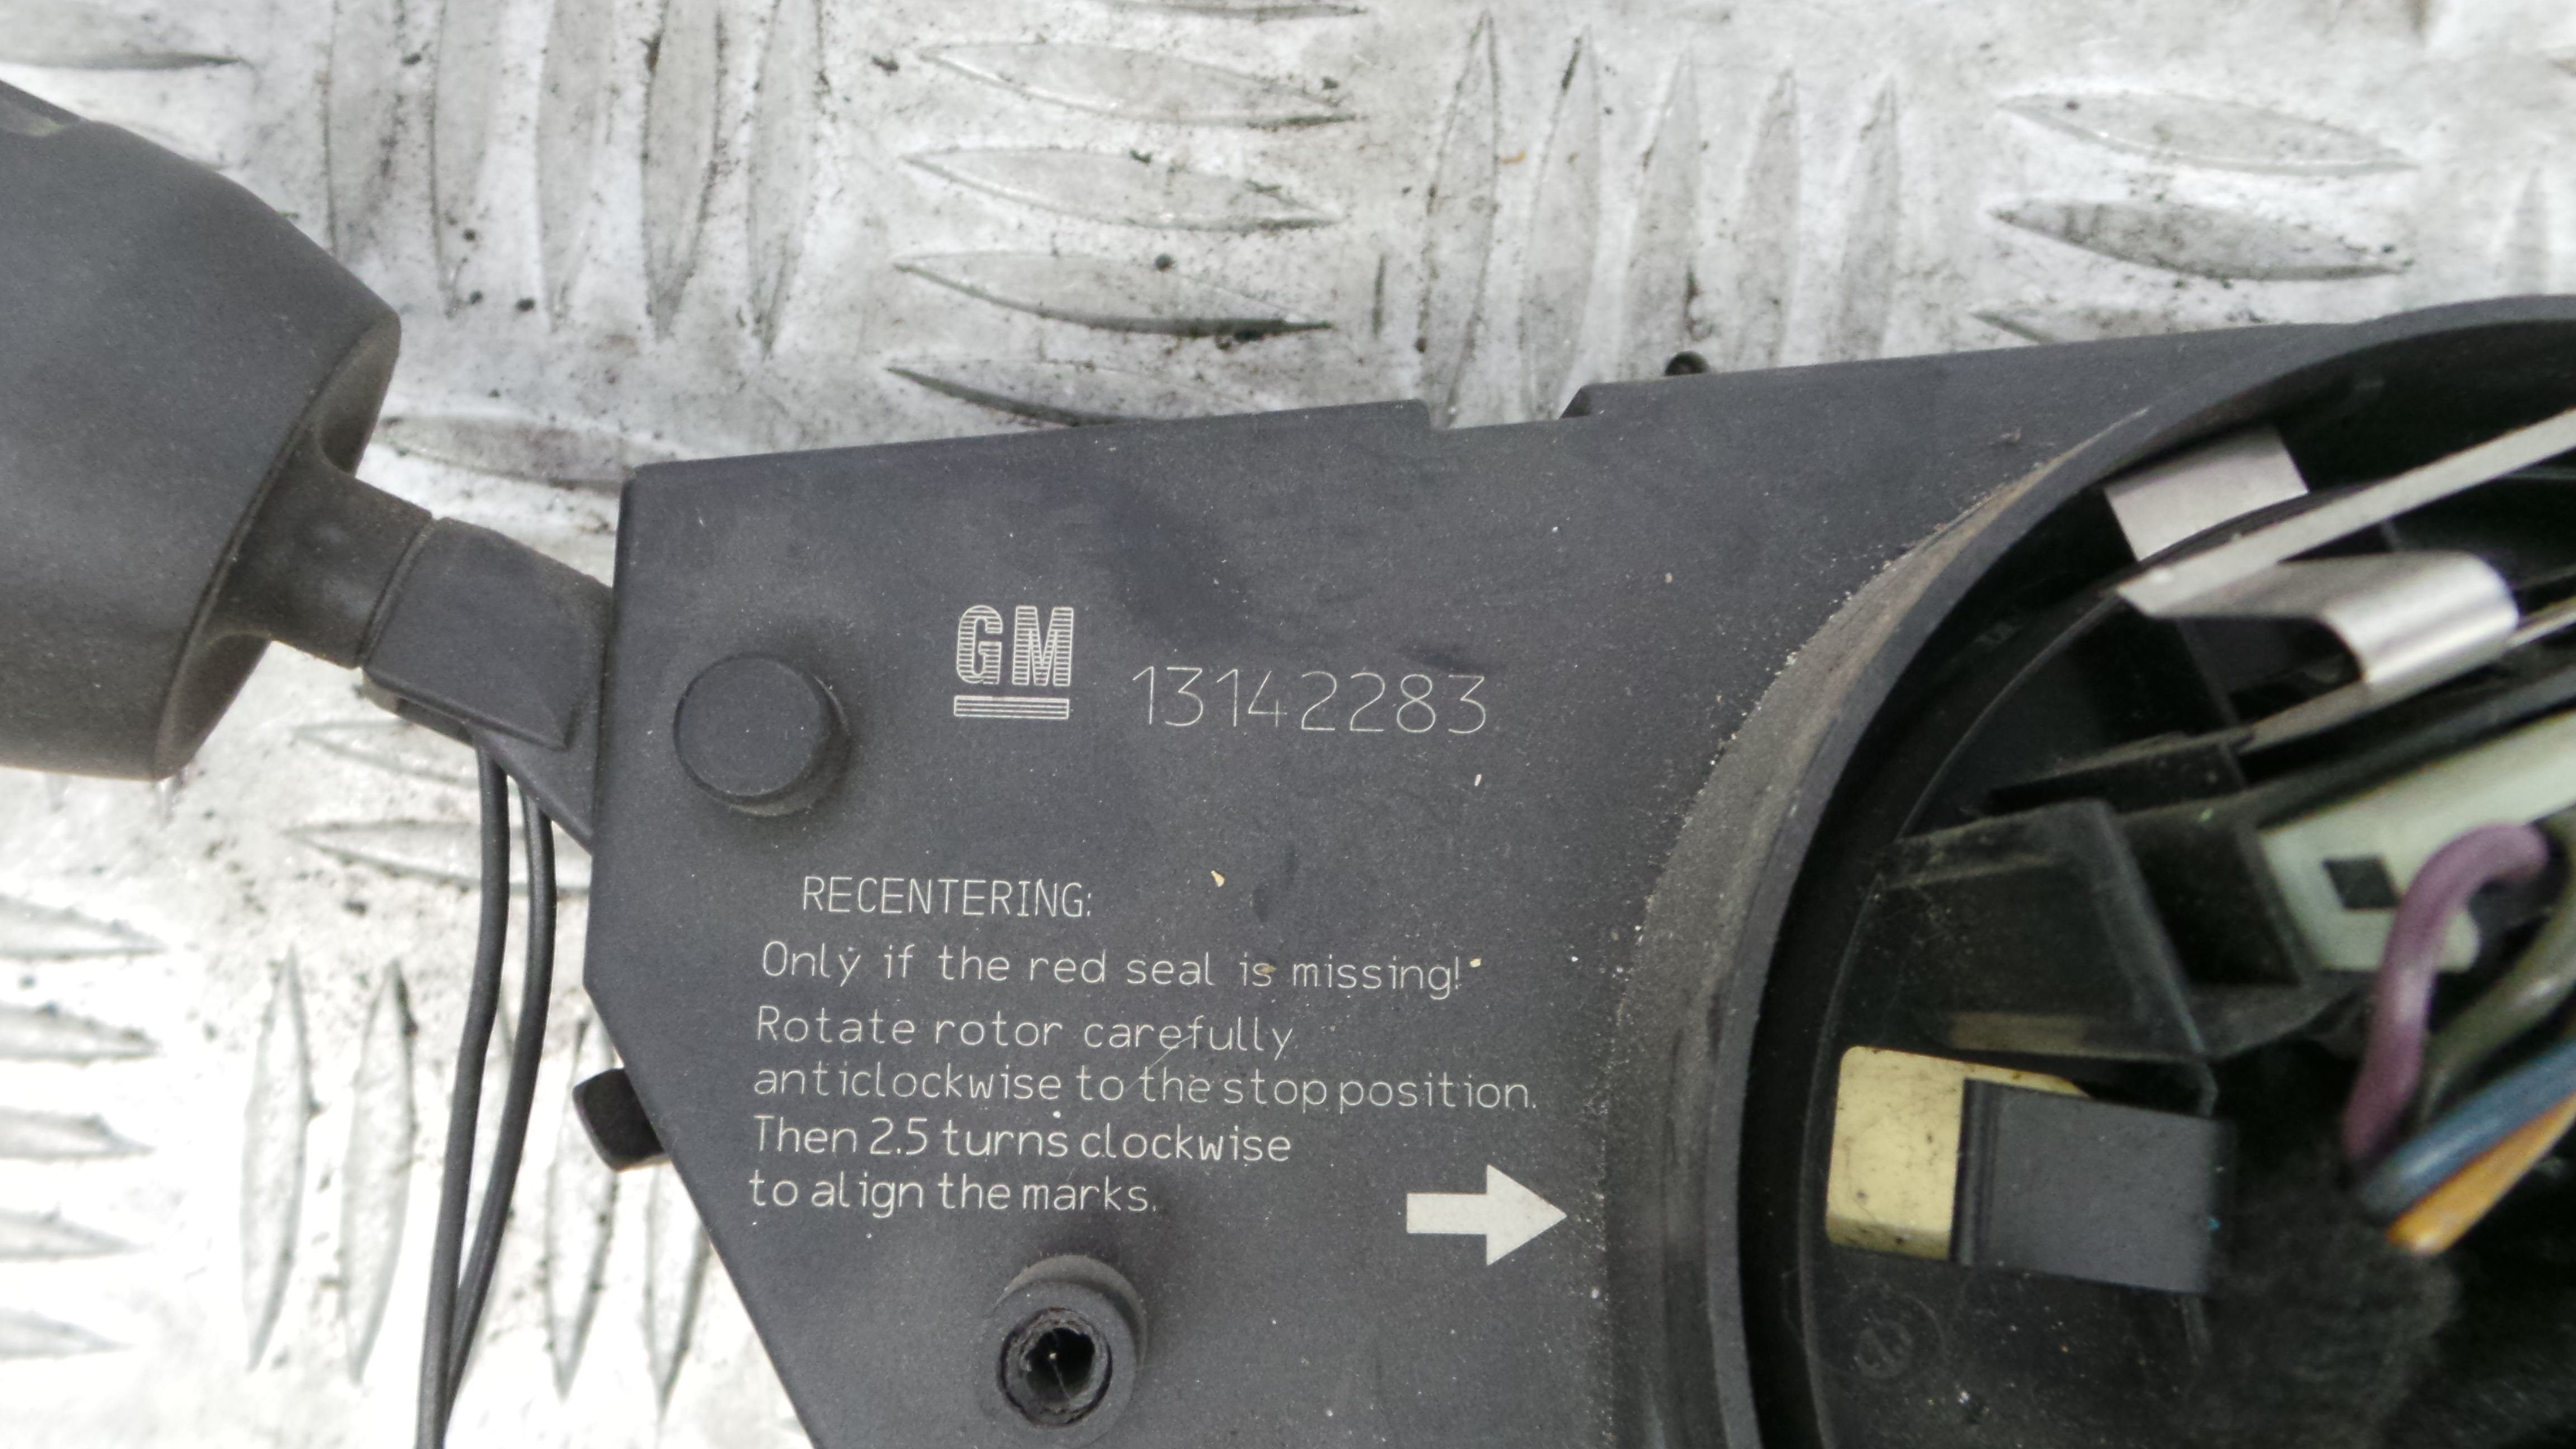 GM 13142283
RECENTERING:
Only if the red seal is missing!
Rotate rotor carefully
anticlockwise to the stop position.
Then 2.5 turns clockwise
to align the marks.